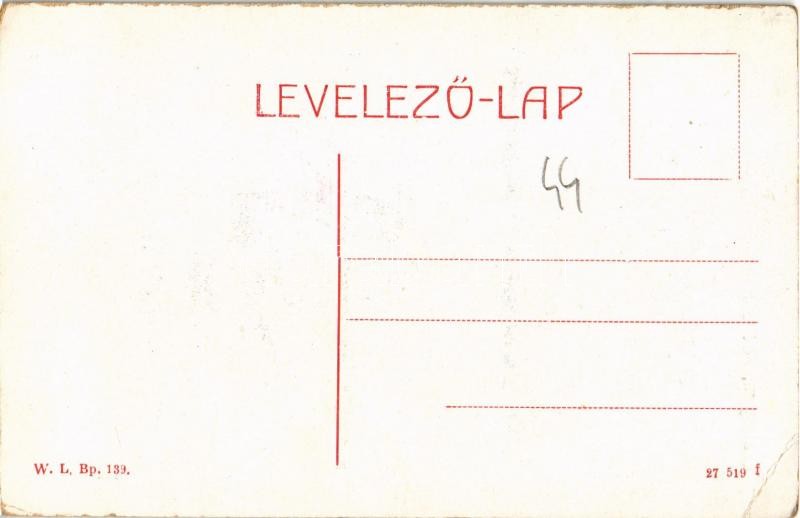 LEVELEZŐ-LAP
44
W. L. Bp. 139.
27 519 f